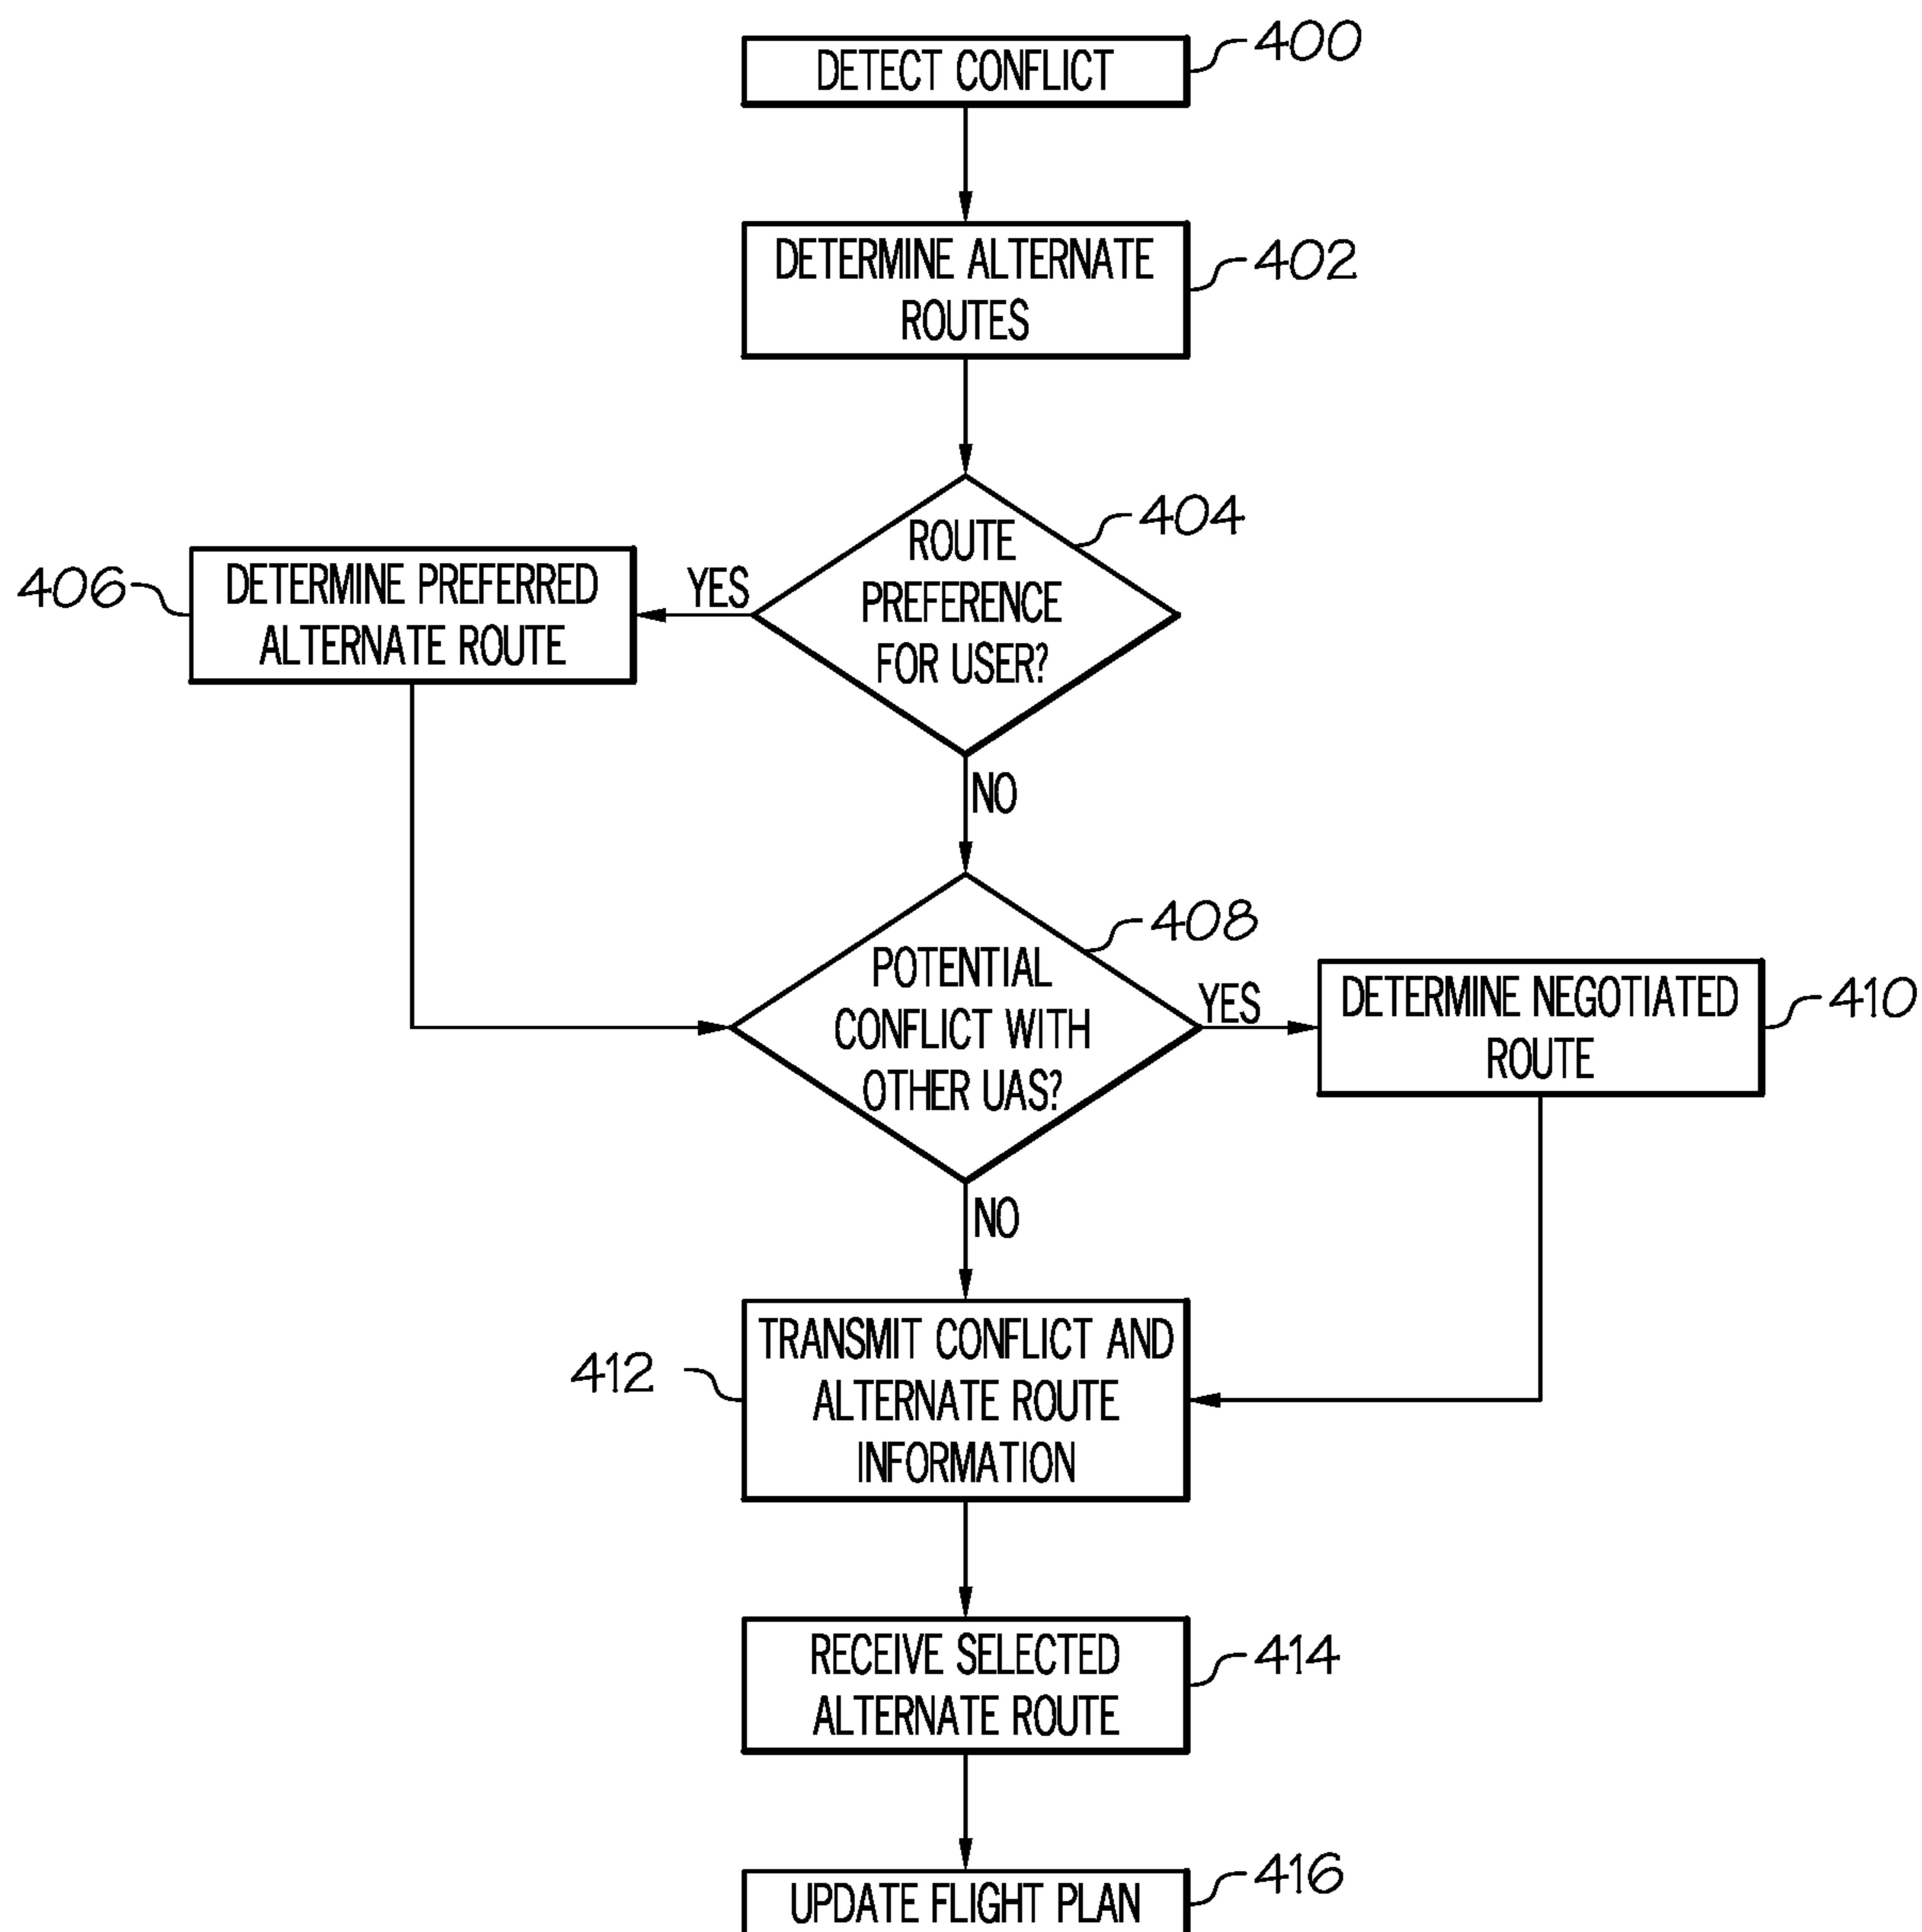 DETECT CONFLICT
400
DETERMINE ALTERNATE
ROUTES
402
ROUTE
PREFERENCE
FOR USER?
404
YES
406
DETERMINE PREFERRED
ALTERNATE ROUTE
NO
POTENTIAL
CONFLICT WITH
OTHER UAS?
408
YES
DETERMINE NEGOTIATED
ROUTE
410
NO
412
TRANSMIT CONFLICT AND
ALTERNATE ROUTE
INFORMATION
RECEIVE SELECTED
ALTERNATE ROUTE
414
UPDATE FLIGHT PLAN
416